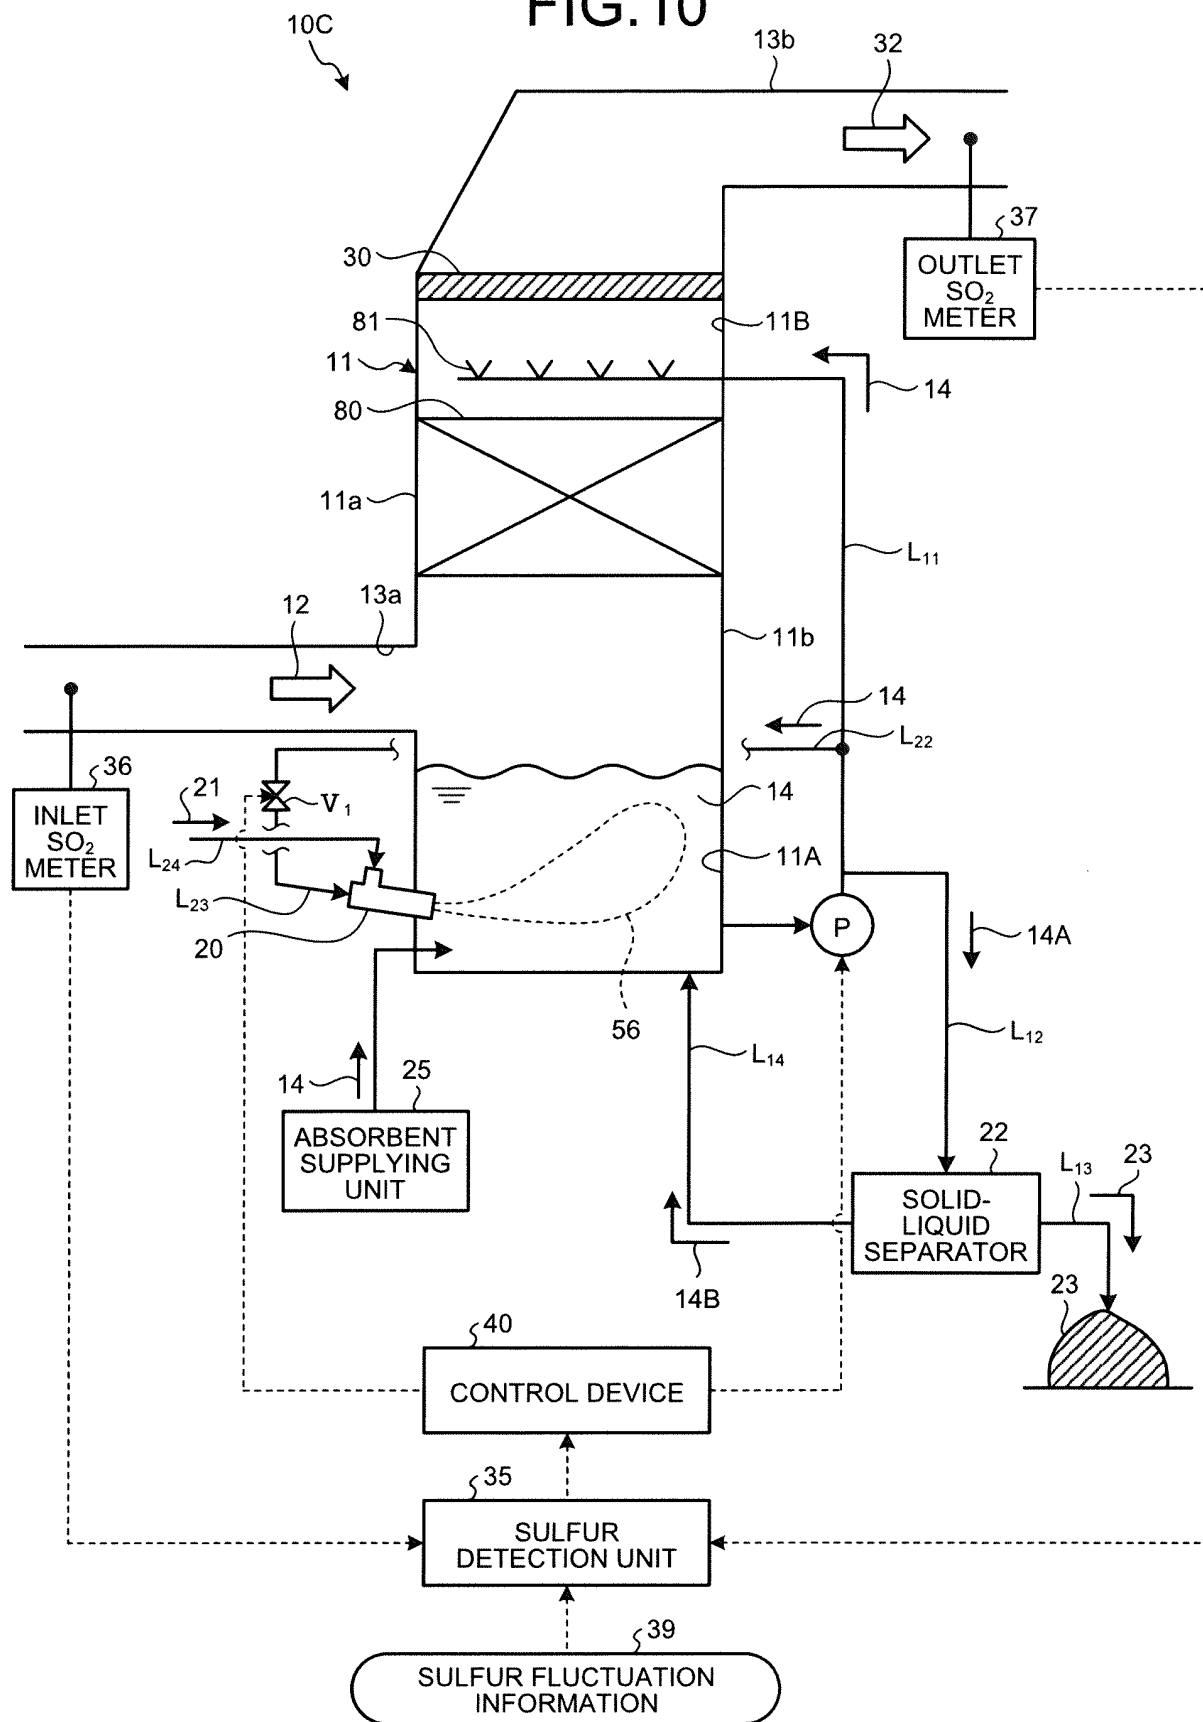 FIG.10
10C
13b
32
37
OUTLET
SO₂
METER
30
81
11B
11
14
80
11a
L₁₁
12
13a
11b
14
L₂₂
36
INLET
SO₂
METER
21
V₁
14
L₂₄
11A
L₂₃
20
P
14A
56
L₁₂
L₁₄
14
25
ABSORBENT
SUPPLYING
UNIT
22
SOLID-
LIQUID
SEPARATOR
L₁₃
23
14B
23
40
CONTROL DEVICE
35
SULFUR
DETECTION UNIT
39
SULFUR FLUCTUATION
INFORMATION